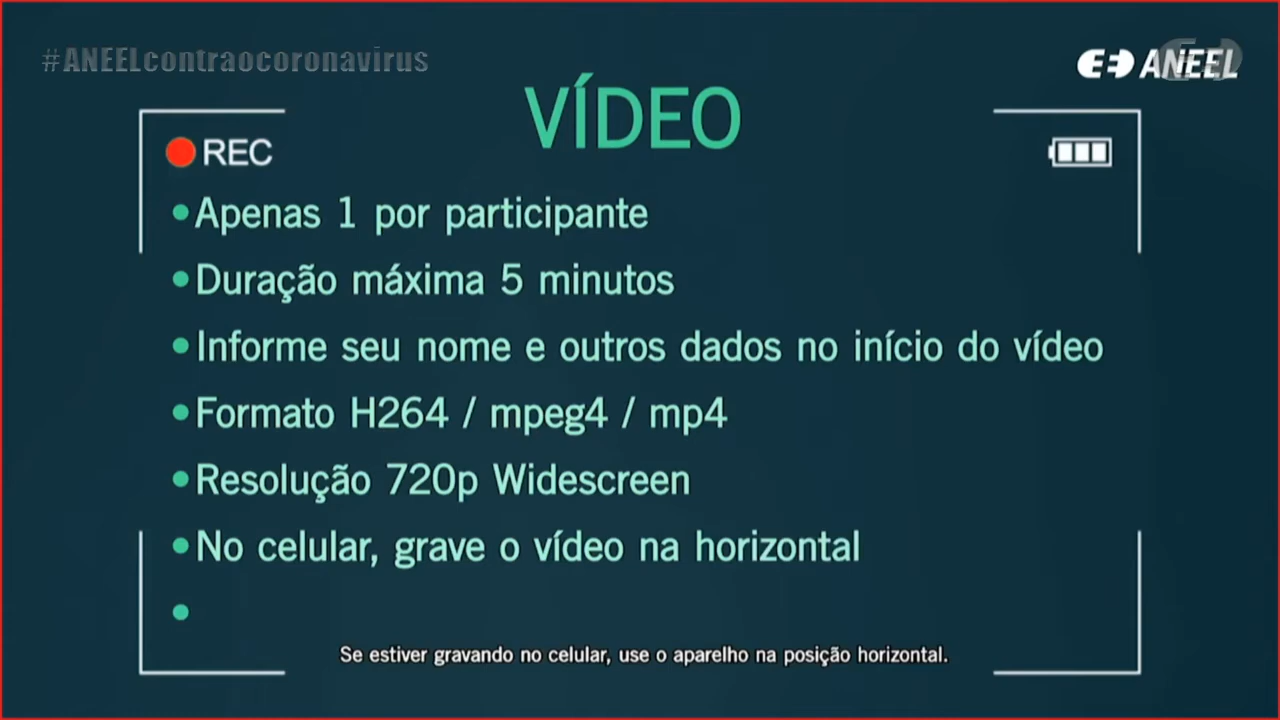 #ANEELcontraocoronavirus
ANEEL
VÍDEO
REC
•Apenas 1 por participante
•Duração máxima 5 minutos
•Informe seu nome e outros dados no início do vídeo
•Formato H264 / mpeg4 / mp4
•Resolução 720p Widescreen
•No celular, grave o vídeo na horizontal
•
Se estiver gravando no celular, use o aparelho na posição horizontal.